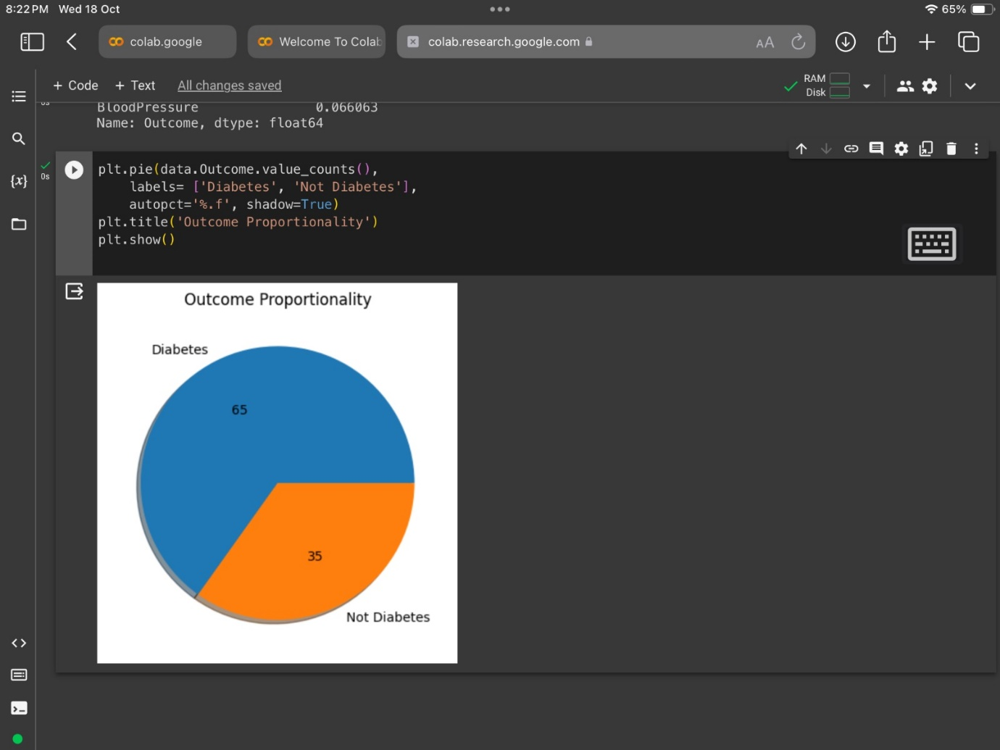 8:22 PM Wed 18 Oct
65%
colab.google
Welcome To Colab
colab.research.google.com
AA
+ Code + Text All changes saved
RAM
Disk
0s
BloodPressure 0.066063
Name: Outcome, dtype: float64
{x}
0s
plt.pie(data.Outcome.value_counts(),
labels= ['Diabetes', 'Not Diabetes'],
autopct='%.f', shadow=True)
plt.title('Outcome Proportionality')
plt.show()
Outcome Proportionality
Diabetes
65
35
Not Diabetes